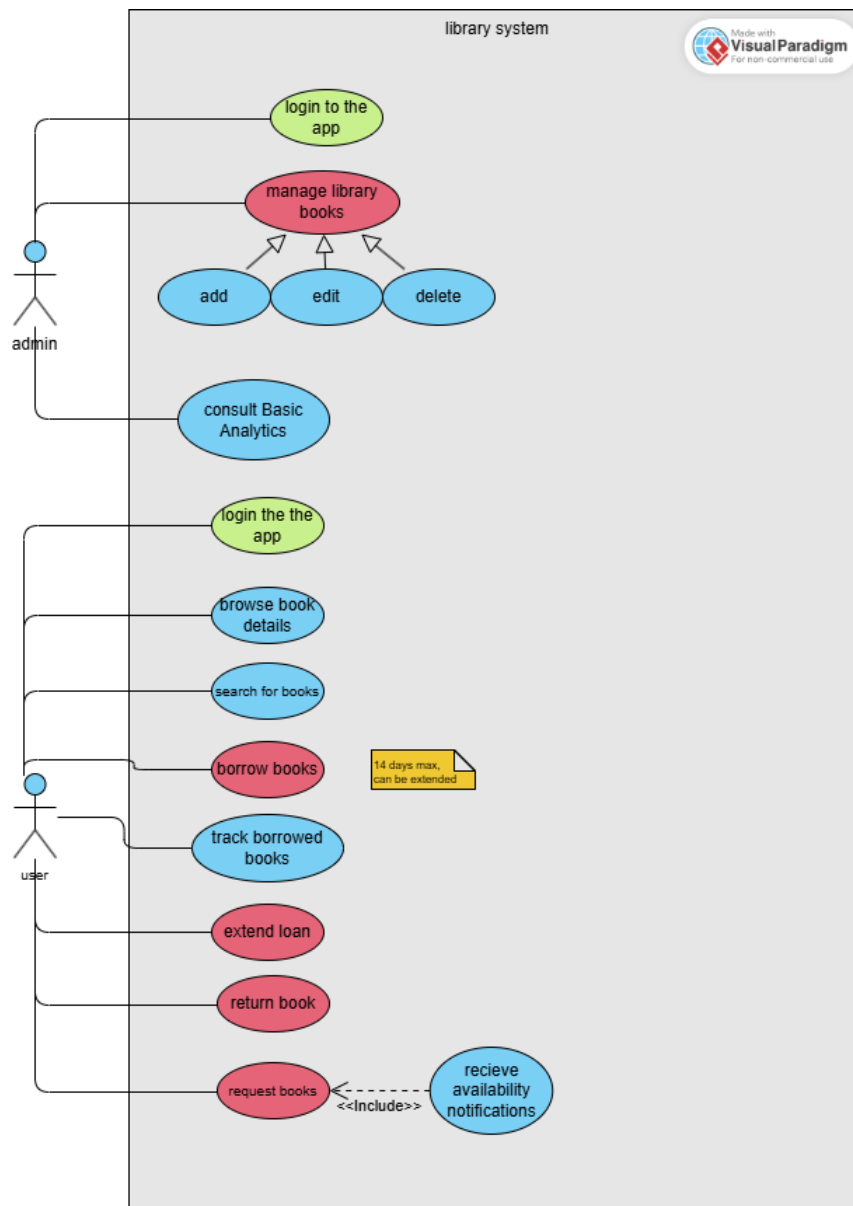 library system
Made with
Visual Paradigm
For non-commercial use
login to the
app
manage library
books
add
edit
delete
admin
consult Basic
Analytics
login the the
app
browse book
details
search for books
borrow books
14 days max,
can be extended
track borrowed
books
user
extend loan
return book
request books
<<Include>>
recieve
availability
notifications